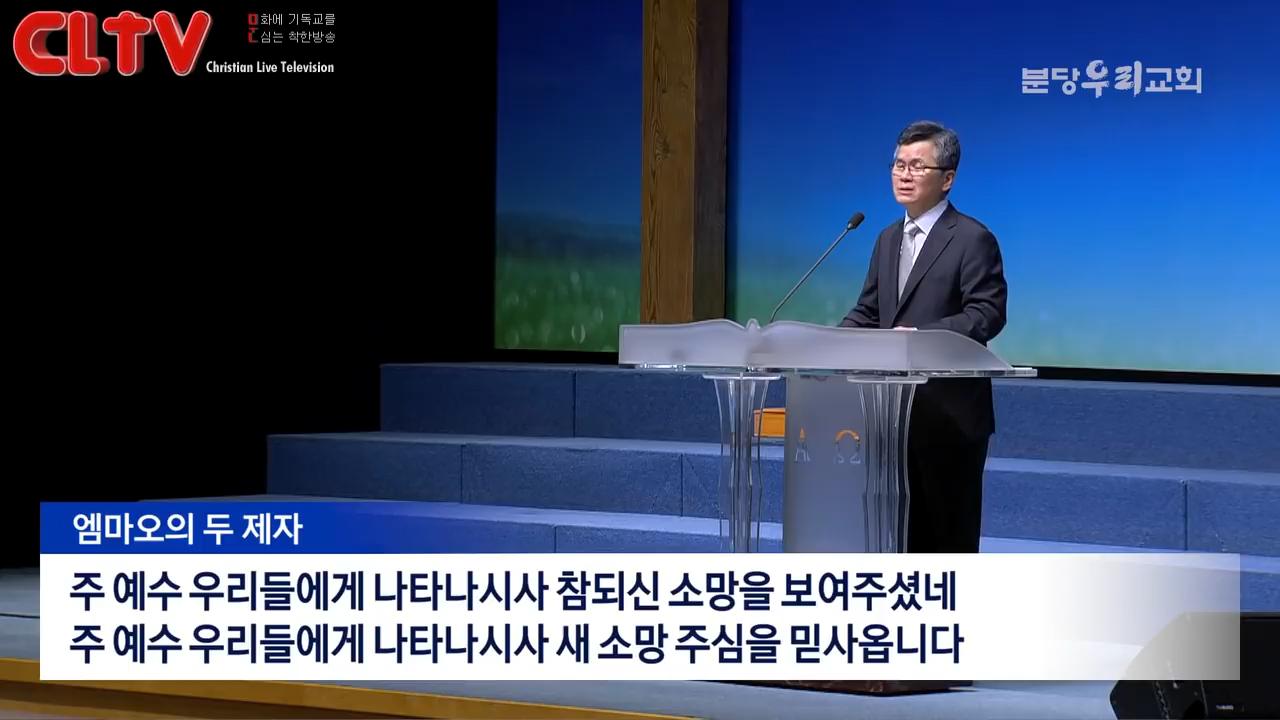 CLTV
문화에 기독교를
심는 착한방송
Christian Live Television
분당우리교회
Α Ω
엠마오의 두 제자
주 예수 우리들에게 나타나시사 참되신 소망을 보여주셨네
주 예수 우리들에게 나타나시사 새 소망 주심을 믿사옵니다